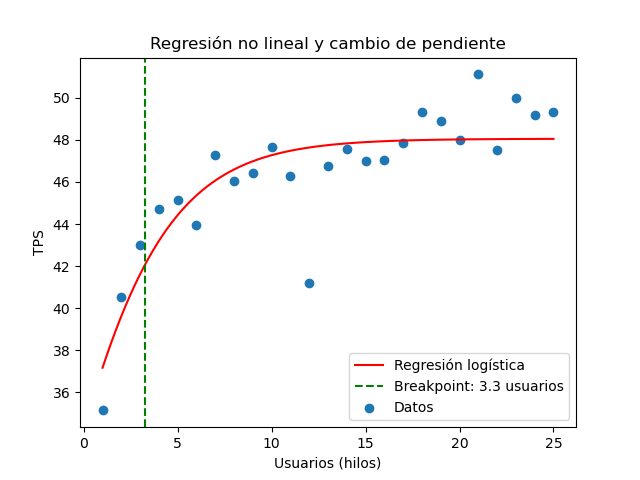 Regresión no lineal y cambio de pendiente
TPS
50
48
46
44
42
40
38
36
0
5
10
15
20
25
Usuarios (hilos)
Regresión logística
Breakpoint: 3.3 usuarios
Datos